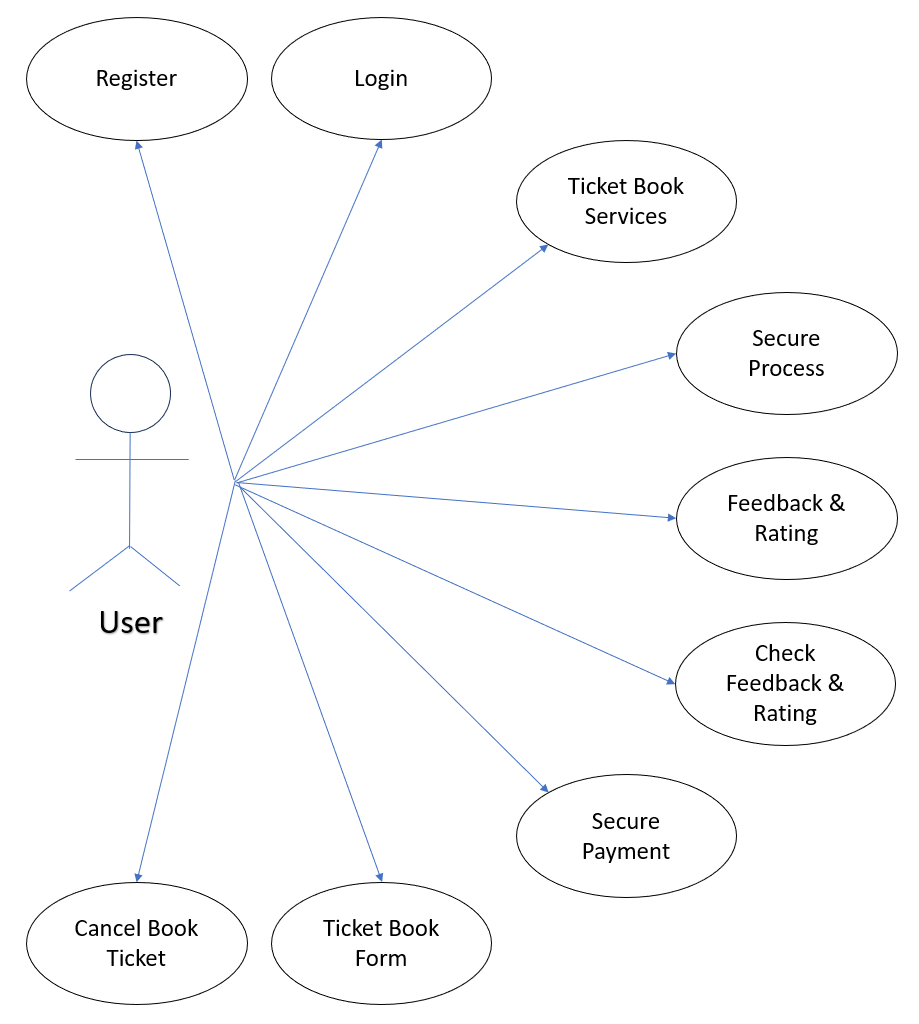 Register
Login
Ticket Book
Services
Secure
Process
Feedback &
Rating
User
Check
Feedback &
Rating
Secure
Payment
Cancel Book
Ticket
Ticket Book
Form